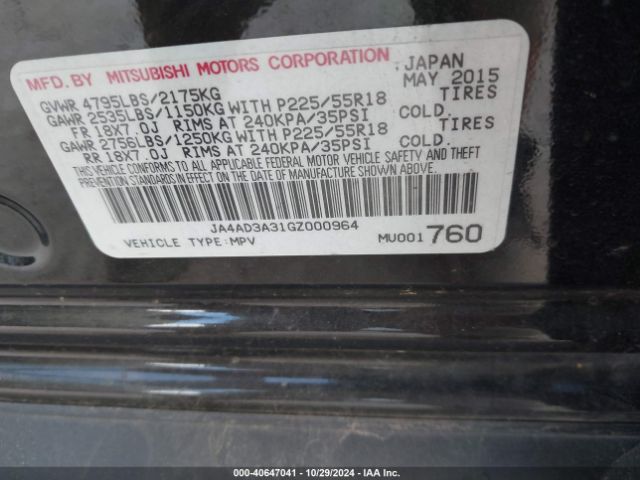 MFD.BY MITSUBISHI MOTORS CORPORATION JAPAN
GVWR 4795LBS/2175KG MAY 2015
GAWR 2535LBS/1150KG WITH P225/55R18 TIRES
FR 18X7.0J RIMS AT 240KPA/35PSI COLD.
GAWR 2756LBS/1250KG WITH P225/55R18 TIRES
RR 18X7.0J RIMS AT 240KPA/35PSI COLD.
THIS VEHICLE CONFORMS TO ALL APPLICABLE FEDERAL MOTOR VEHICLE SAFETY AND THEFT
PREVENTION STANDARDS IN EFFECT ON THE DATE OF MANUFACTURE SHOWN ABOVE.
JA4AD3A31GZ000964
VEHICLE TYPE:MPV MU001760
© - 40647041 - 10/29/2024 - IAAI.COM